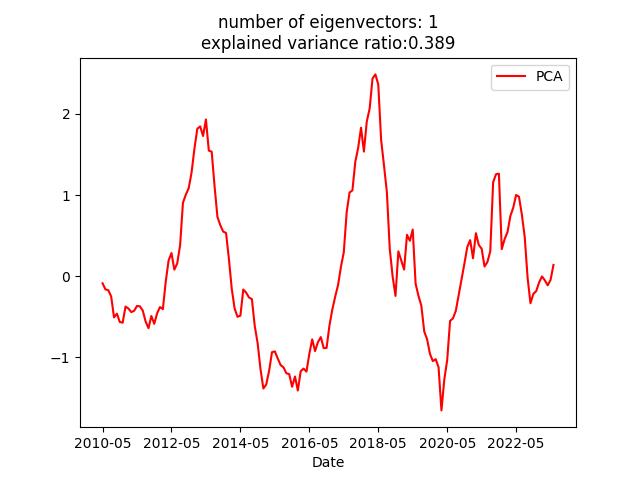 number of eigenvectors: 1
explained variance ratio:0.389
PCA
2
1
0
−1
2010-05 2012-05 2014-05 2016-05 2018-05 2020-05 2022-05
Date